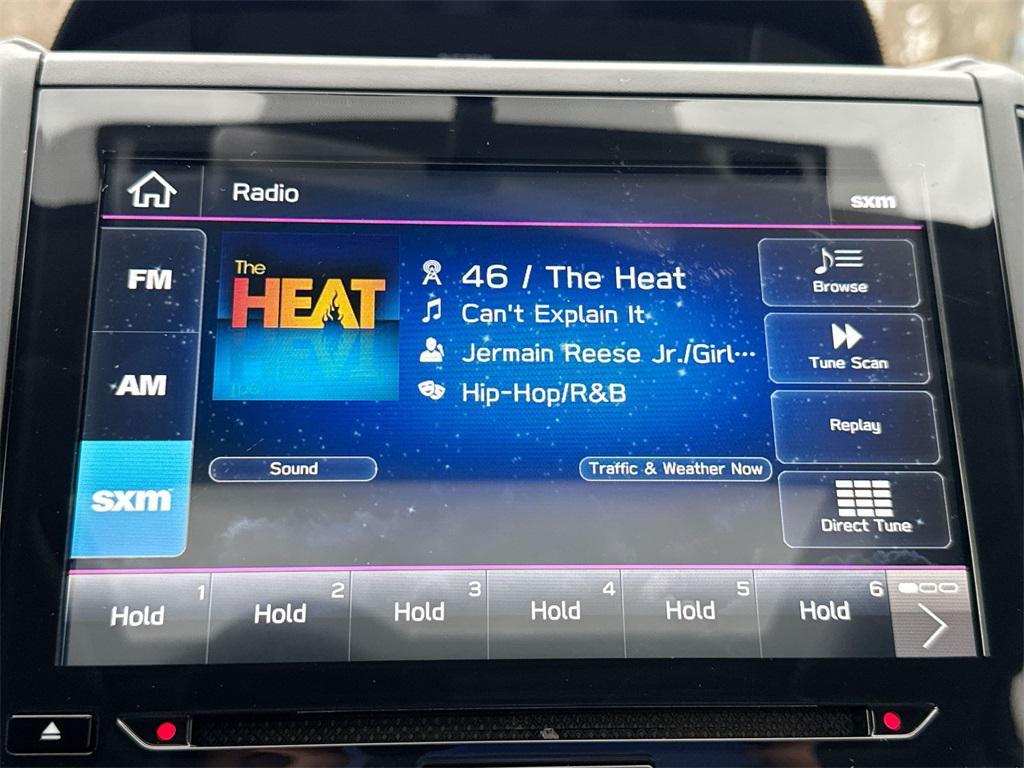 Radio
sxm
FM
AM
sxm
The
HEAT
46 / The Heat
Can't Explain It
Jermain Reese Jr./Girl···
Hip-Hop/R&B
Browse
Tune Scan
Replay
Direct Tune
Sound
Traffic & Weather Now
1
Hold
2
Hold
3
Hold
4
Hold
5
Hold
6
Hold